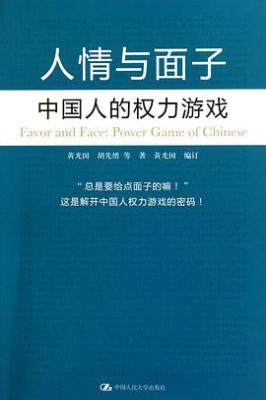 人情与面子
中国人的权力游戏
Favor and Face: Power Game of Chinese
黄光国 胡先缙 等 著 黄光国 编订
“总是要给点面子的嘛！”
这是解开中国人权力游戏的密码！
中国人民大学出版社